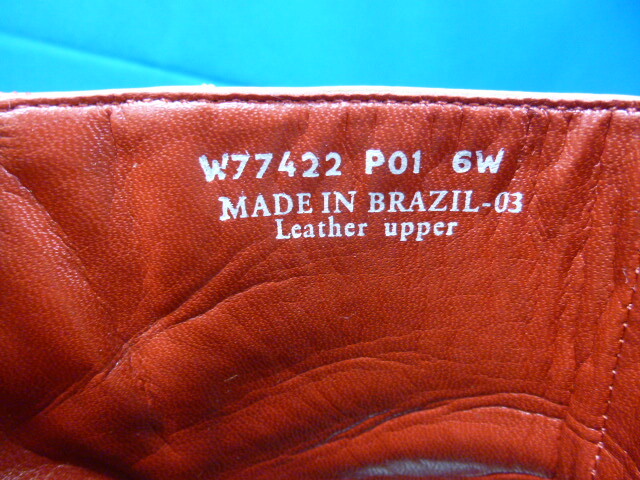 W77422 P01 6W
MADE IN BRAZIL-03
Leather upper